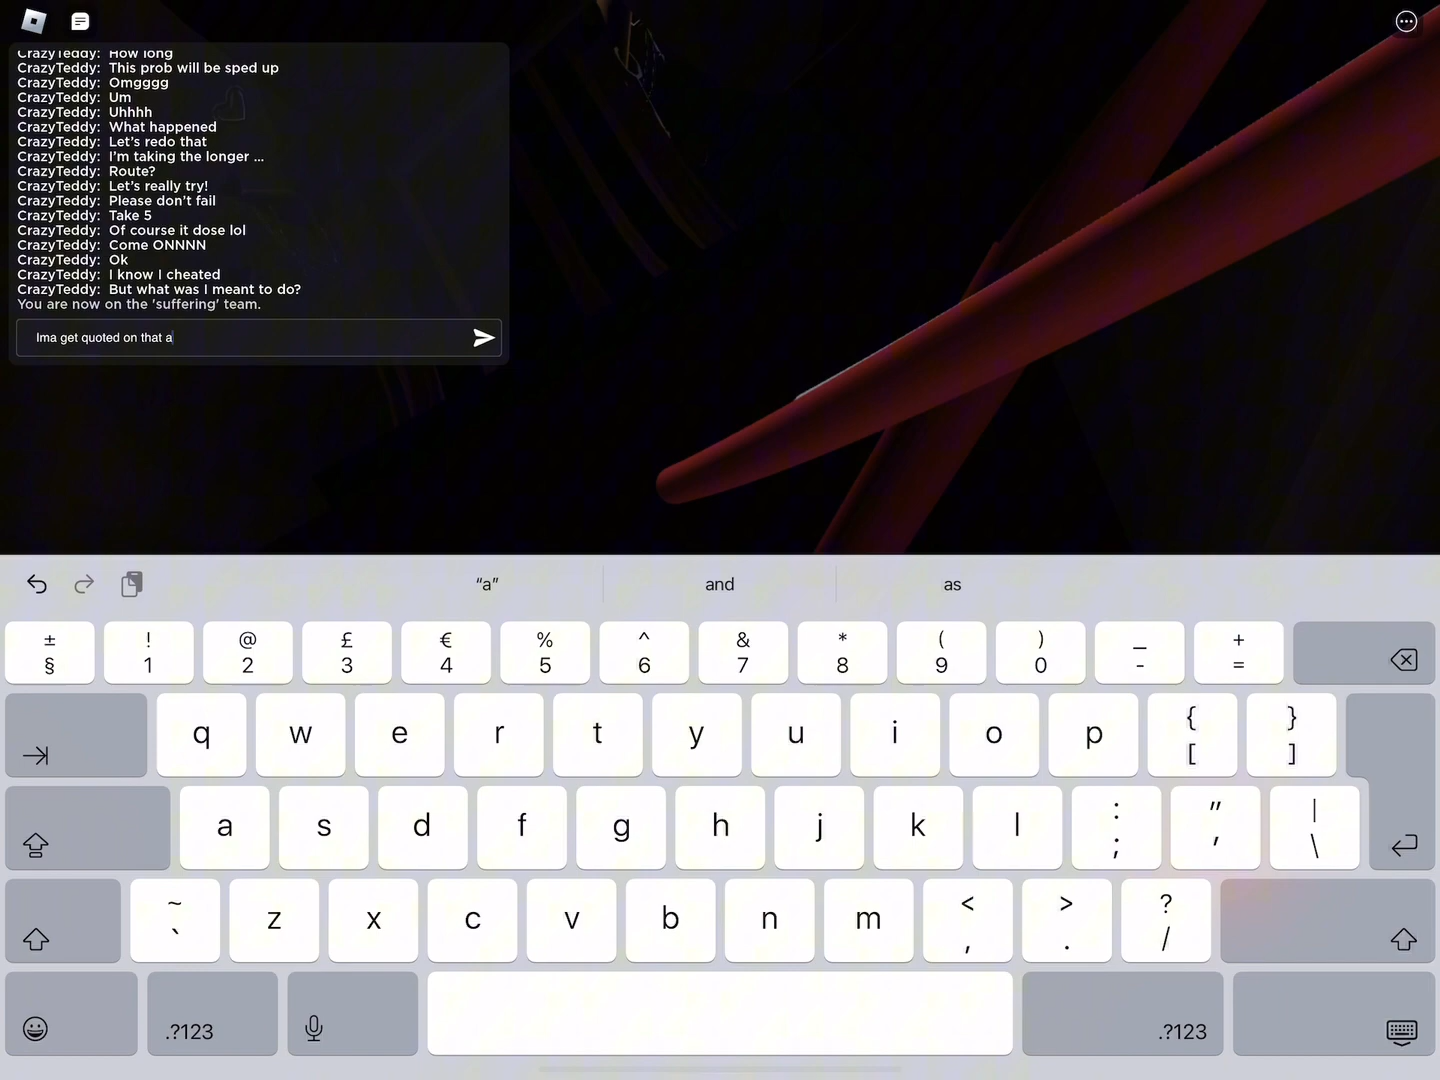 CrazyTeddy: How long
CrazyTeddy: This prob will be sped up
CrazyTeddy: Omgggg
CrazyTeddy: Um
CrazyTeddy: Uhhhh
CrazyTeddy: What happened
CrazyTeddy: Let's redo that
CrazyTeddy: I'm taking the longer ...
CrazyTeddy: Route?
CrazyTeddy: Let's really try!
CrazyTeddy: Please don't fail
CrazyTeddy: Take 5
CrazyTeddy: Of course it dose lol
CrazyTeddy: Come ONNNN
CrazyTeddy: Ok
CrazyTeddy: I know I cheated
CrazyTeddy: But what was I meant to do?
You are now on the 'suffering' team.
Ima get quoted on that a
“a” and as
± ! @ £ € % ^ & * ( ) _ +
§ 1 2 3 4 5 6 7 8 9 0 - =
q w e r t y u i o p { }
[ ]
a s d f g h j k l : " |
; ' \
~ z x c v b n m < > ?
` , . /
.?123 .?123